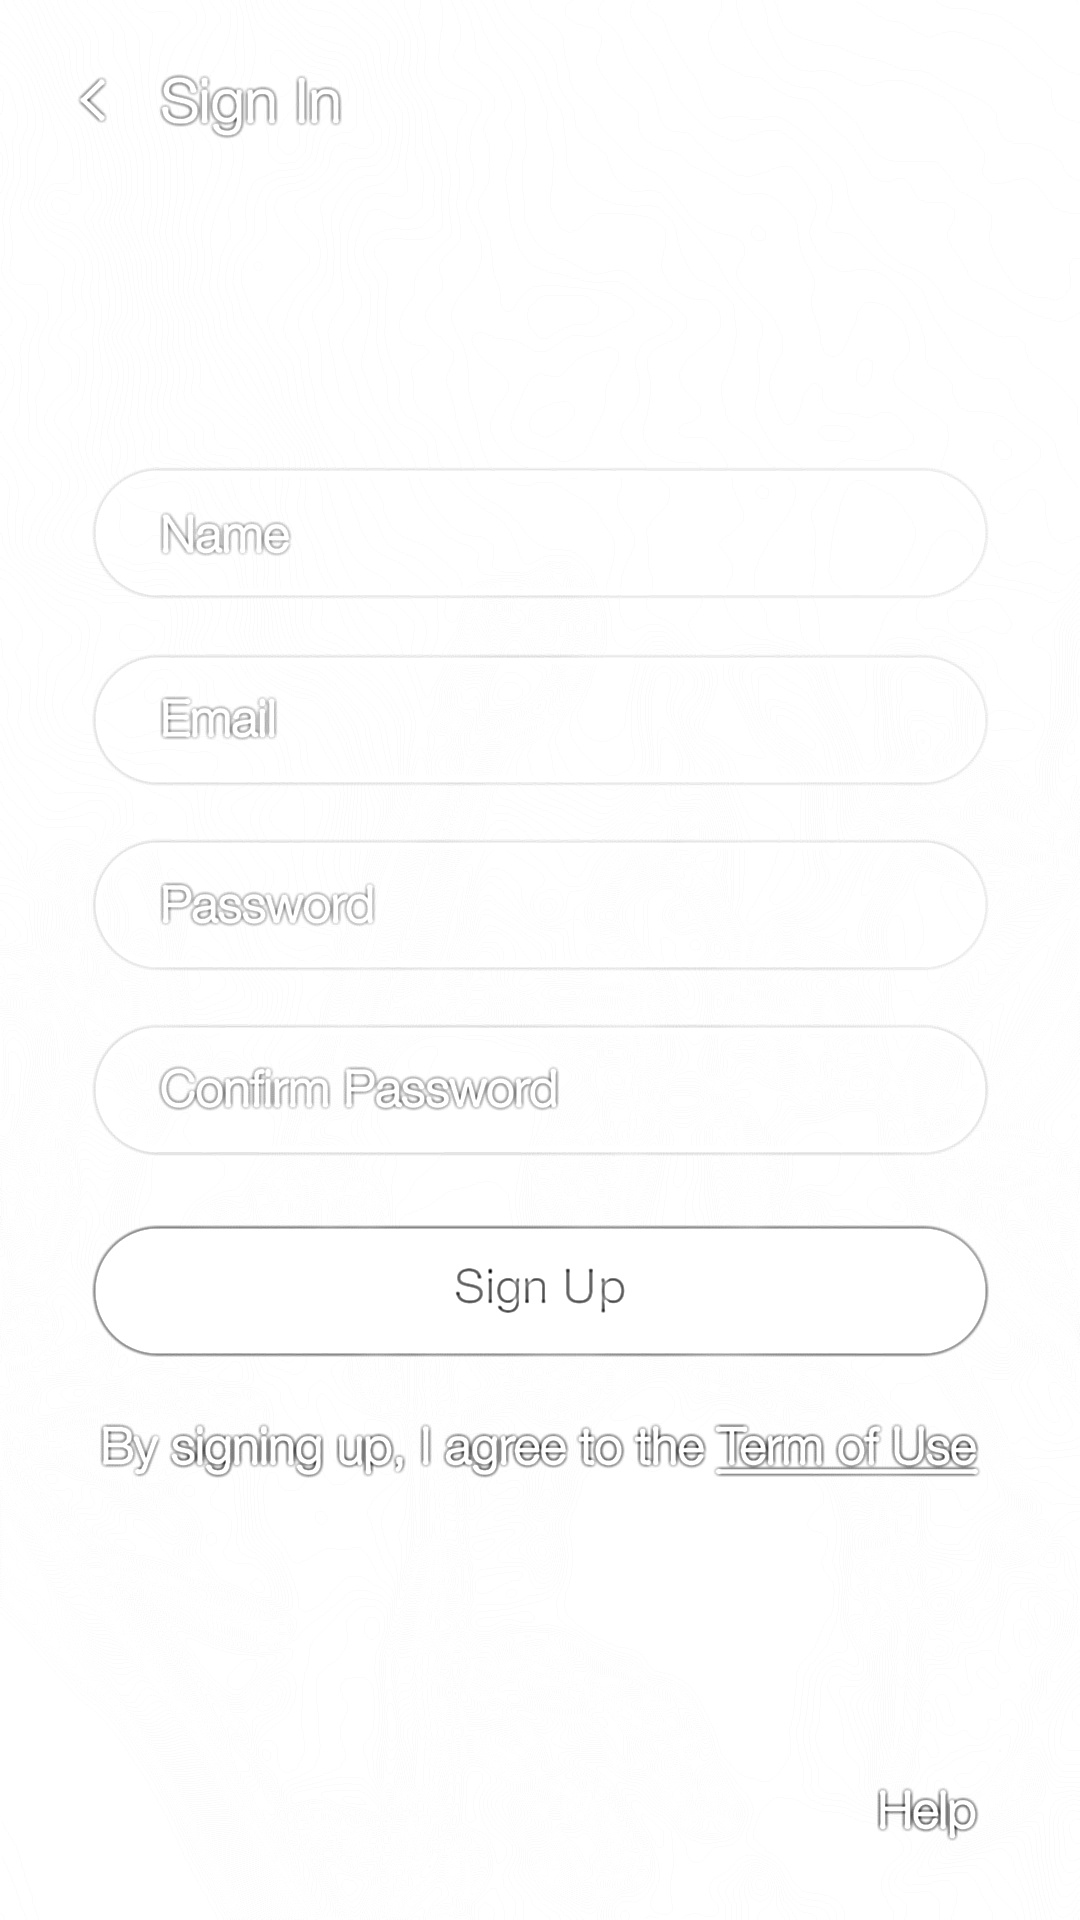 Sign In
Name
Email
Password
Confirm Password
Sign Up
By signing up, I agree to the Term of Use
Help